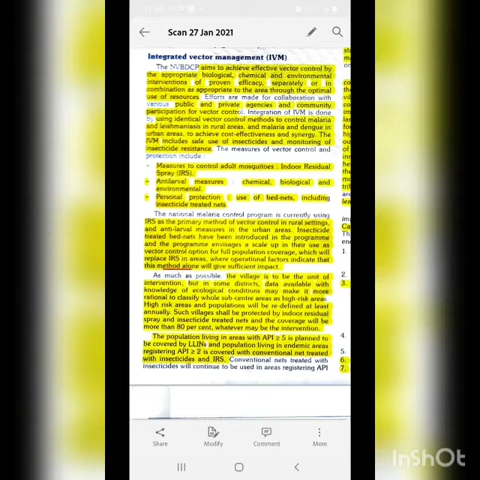 Scan 27 Jan 2021
Integrated vector management (IVM)
The NVBDCP aims to achieve effective vector control by
the appropriate biological, chemical and environmental
interventions of proven efficacy, separately or in
combination as appropriate to the area through the optimal
use of resources. Efforts are made for collaboration with
various public and private agencies and community
participation for vector control. Integration of IVM is done
by using identical vector control methods to control malaria
and leishmaniasis in rural areas, and malaria and dengue in
urban areas, to achieve cost-effectiveness and synergy. The
IVM includes safe use of insecticides and monitoring of
insecticide resistance. The measures of vector control and
protection include :
– Measures to control adult mosquitoes : Indoor Residual
Spray (IRS).
– Antilarval measures : chemical, biological and
environmental.
– Personal protection : use of bed-nets, including
insecticide treated nets.
The national malaria control program is currently using
IRS as the primary method of vector control in rural settings,
and anti-larval measures in the urban areas. Insecticide
treated bed-nets have been introduced in the programme
and the programme envisages a scale up in their use as
vector control option for full population coverage, which will
replace IRS in areas, where operational factors indicate that
this method alone will give sufficient impact.
As much as possible, the village is to be the unit of
intervention, but in some districts, data available with
knowledge of ecological conditions may make it more
rational to classify whole sub-centre areas as high-risk areas.
High risk areas and populations will be re-defined at least
annually. Such villages shall be protected by indoor residual
spray and insecticide treated nets and the coverage will be
more than 80 per cent, whatever may be the intervention.
The population living in areas with API ≥ 5 is planned to
be covered by LLINs and population living in endemic areas
registering API ≥ 2 is covered with conventional net treated
with insecticides and IRS. Conventional nets treated with
insecticides will continue to be used in areas registering API
1.
2.
3.
4.
5.
6.
7.
Share
Modify
Comment
More
InShOt